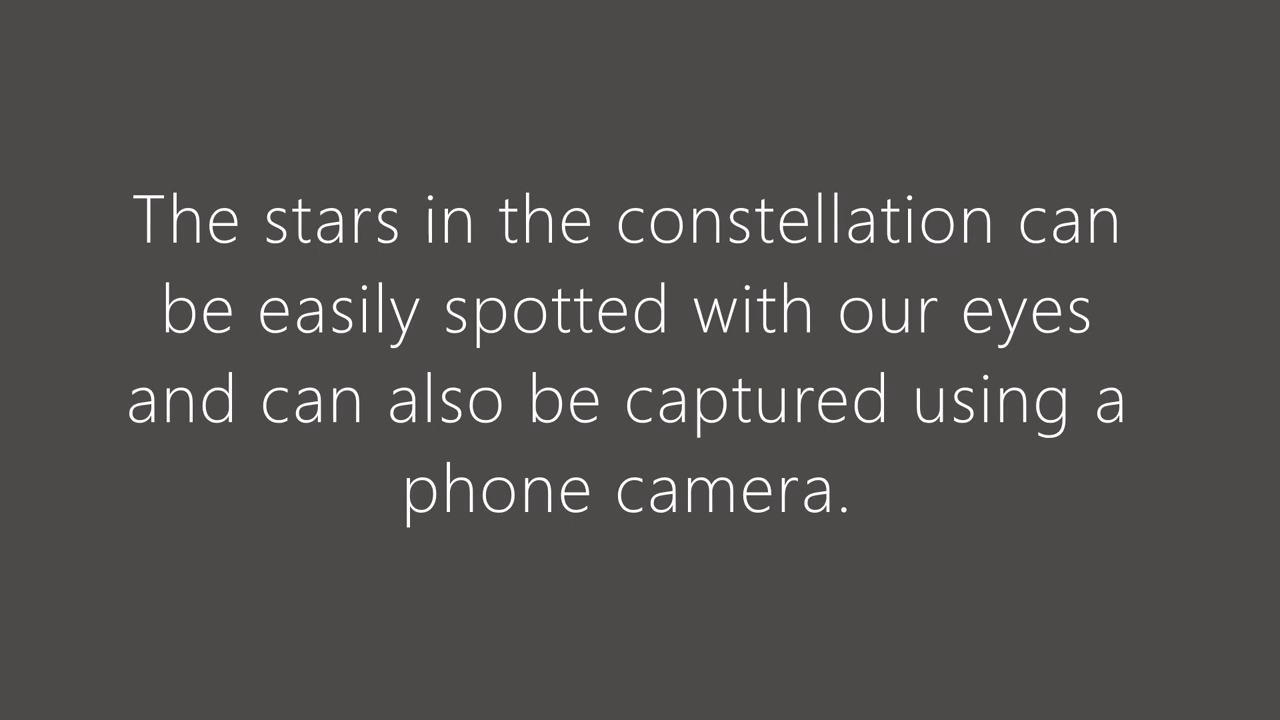 The stars in the constellation can
be easily spotted with our eyes
and can also be captured using a
phone camera.